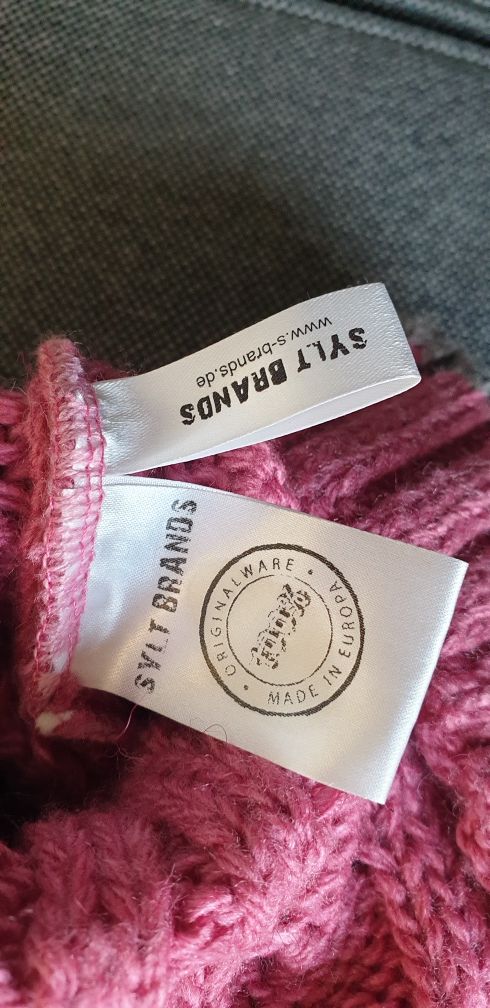 SYLT BRANDS
www.s-brands.de
SYLT BRANDS
ORIGINALWARE
MADE IN EUROPA